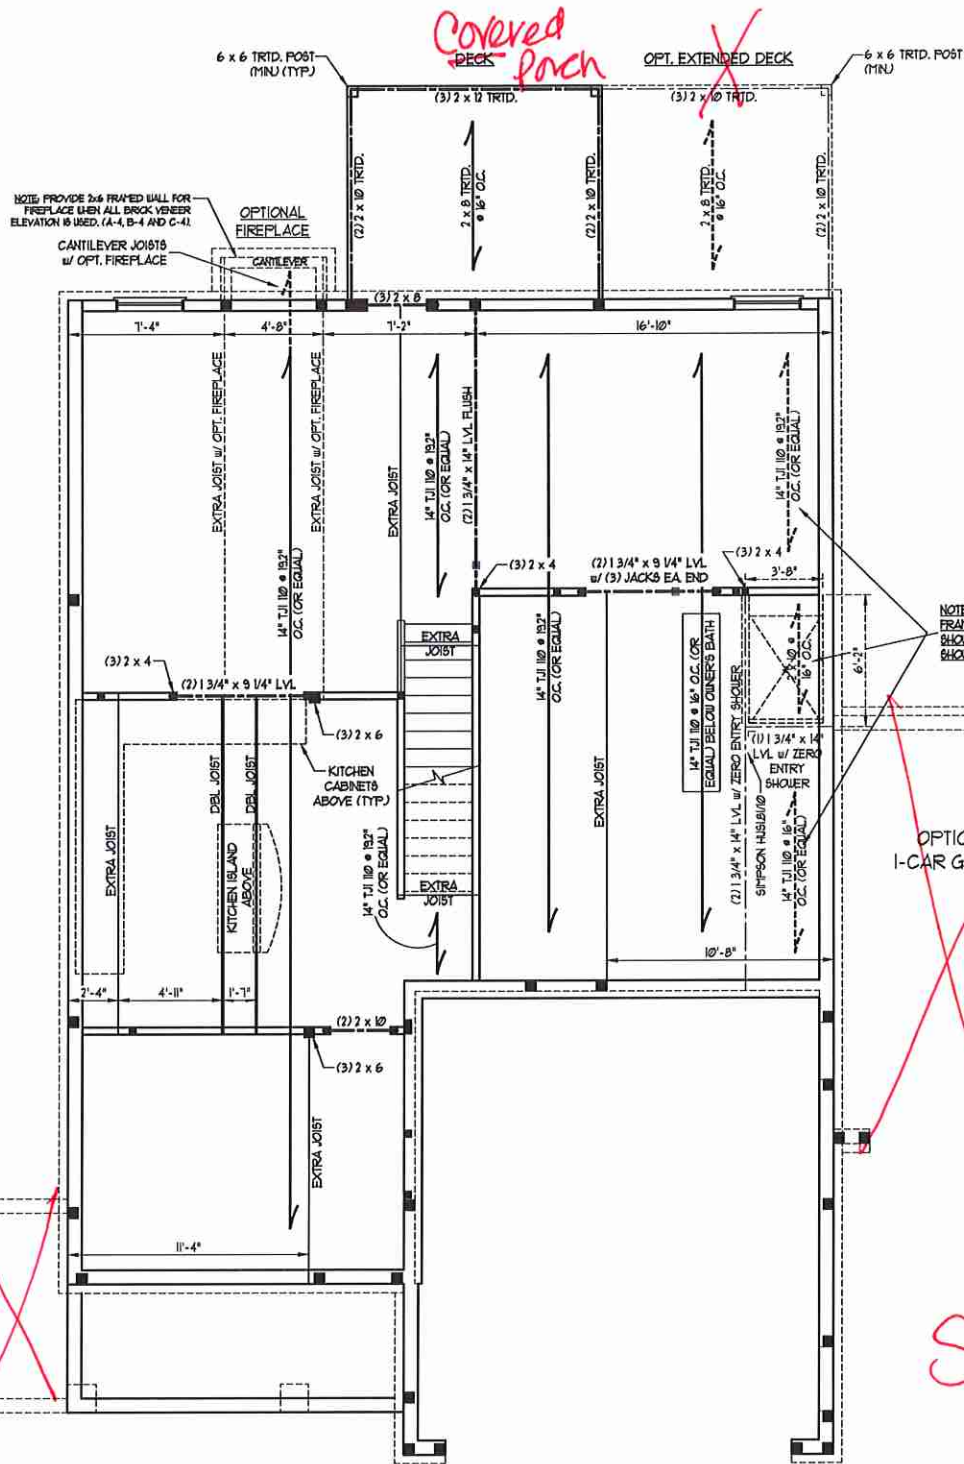 Covered
Porch
DECK
OPT. EXTENDED DECK
6 x 6 TRTD. POST
(MIN.) (TYP.)
6 x 6 TRTD. POST
(MIN.)
(3) 2 x 12 TRTD.
(3) 2 x 10 TRTD.
(2) 2 x 10 TRTD.
2 x 8 TRTD.
@ 16" O.C.
(2) 2 x 10 TRTD.
2 x 8 TRTD.
@ 16" O.C.
(2) 2 x 10 TRTD.
NOTE: PROVIDE 2x6 FRAMED WALL FOR
FIREPLACE WHEN ALL BRICK VENEER
ELEVATION IS USED. (A-4, B-4 AND C-4).
OPTIONAL
FIREPLACE
CANTILEVER JOISTS
w/ OPT. FIREPLACE
CANTILEVER
(3) 2 x 8
7'-4"
4'-8"
7'-2"
16'-10"
EXTRA JOIST w/ OPT. FIREPLACE
EXTRA JOIST w/ OPT. FIREPLACE
EXTRA JOIST
14" TJI 110 @ 19.2"
O.C. (OR EQUAL)
(2) 1 3/4" x 14" LVL FLUSH
14" TJI 110 @ 19.2"
O.C. (OR EQUAL)
14" TJI 110 @ 19.2"
O.C. (OR EQUAL)
(3) 2 x 4
(2) 1 3/4" x 9 1/4" LVL
w/ (3) JACKS EA. END
(3) 2 x 4
3'-8"
EXTRA
JOIST
2 x 10 @
16" O.C.
6'-2"
NOTE
FRAM
SHOW
SHOW
(3) 2 x 4
(2) 1 3/4" x 9 1/4" LVL
(3) 2 x 6
14" TJI 110 @ 19.2"
O.C. (OR EQUAL)
14" TJI 110 @ 16" O.C. (OR
EQUAL) BELOW OWNER'S BATH
(2) 1 3/4" x 14" LVL w/ ZERO ENTRY SHOWER
(1) 1 3/4" x 14"
LVL w/ ZERO
ENTRY
SHOWER
KITCHEN
CABINETS
ABOVE (TYP.)
DBL JOIST
DBL JOIST
EXTRA JOIST
SIMPSON HUS1.81/10
14" TJI 110 @ 16"
O.C. (OR EQUAL)
OPTIO
1-CAR G
EXTRA JOIST
KITCHEN ISLAND
ABOVE
14" TJI 110 @ 19.2"
O.C. (OR EQUAL)
EXTRA
JOIST
10'-8"
2'-4"
4'-11"
1'-7"
(2) 2 x 10
(3) 2 x 6
EXTRA JOIST
11'-4"
S